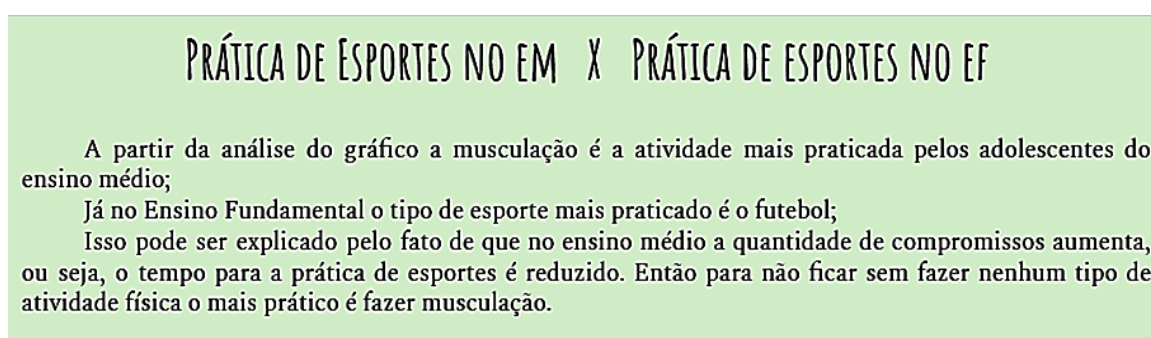 Prática de Esportes no EM X Prática de esportes no EF
A partir da análise do gráfico a musculação é a atividade mais praticada pelos adolescentes do
ensino médio;
Já no Ensino Fundamental o tipo de esporte mais praticado é o futebol;
Isso pode ser explicado pelo fato de que no ensino médio a quantidade de compromissos aumenta,
ou seja, o tempo para a prática de esportes é reduzido. Então para não ficar sem fazer nenhum tipo de
atividade física o mais prático é fazer musculação.